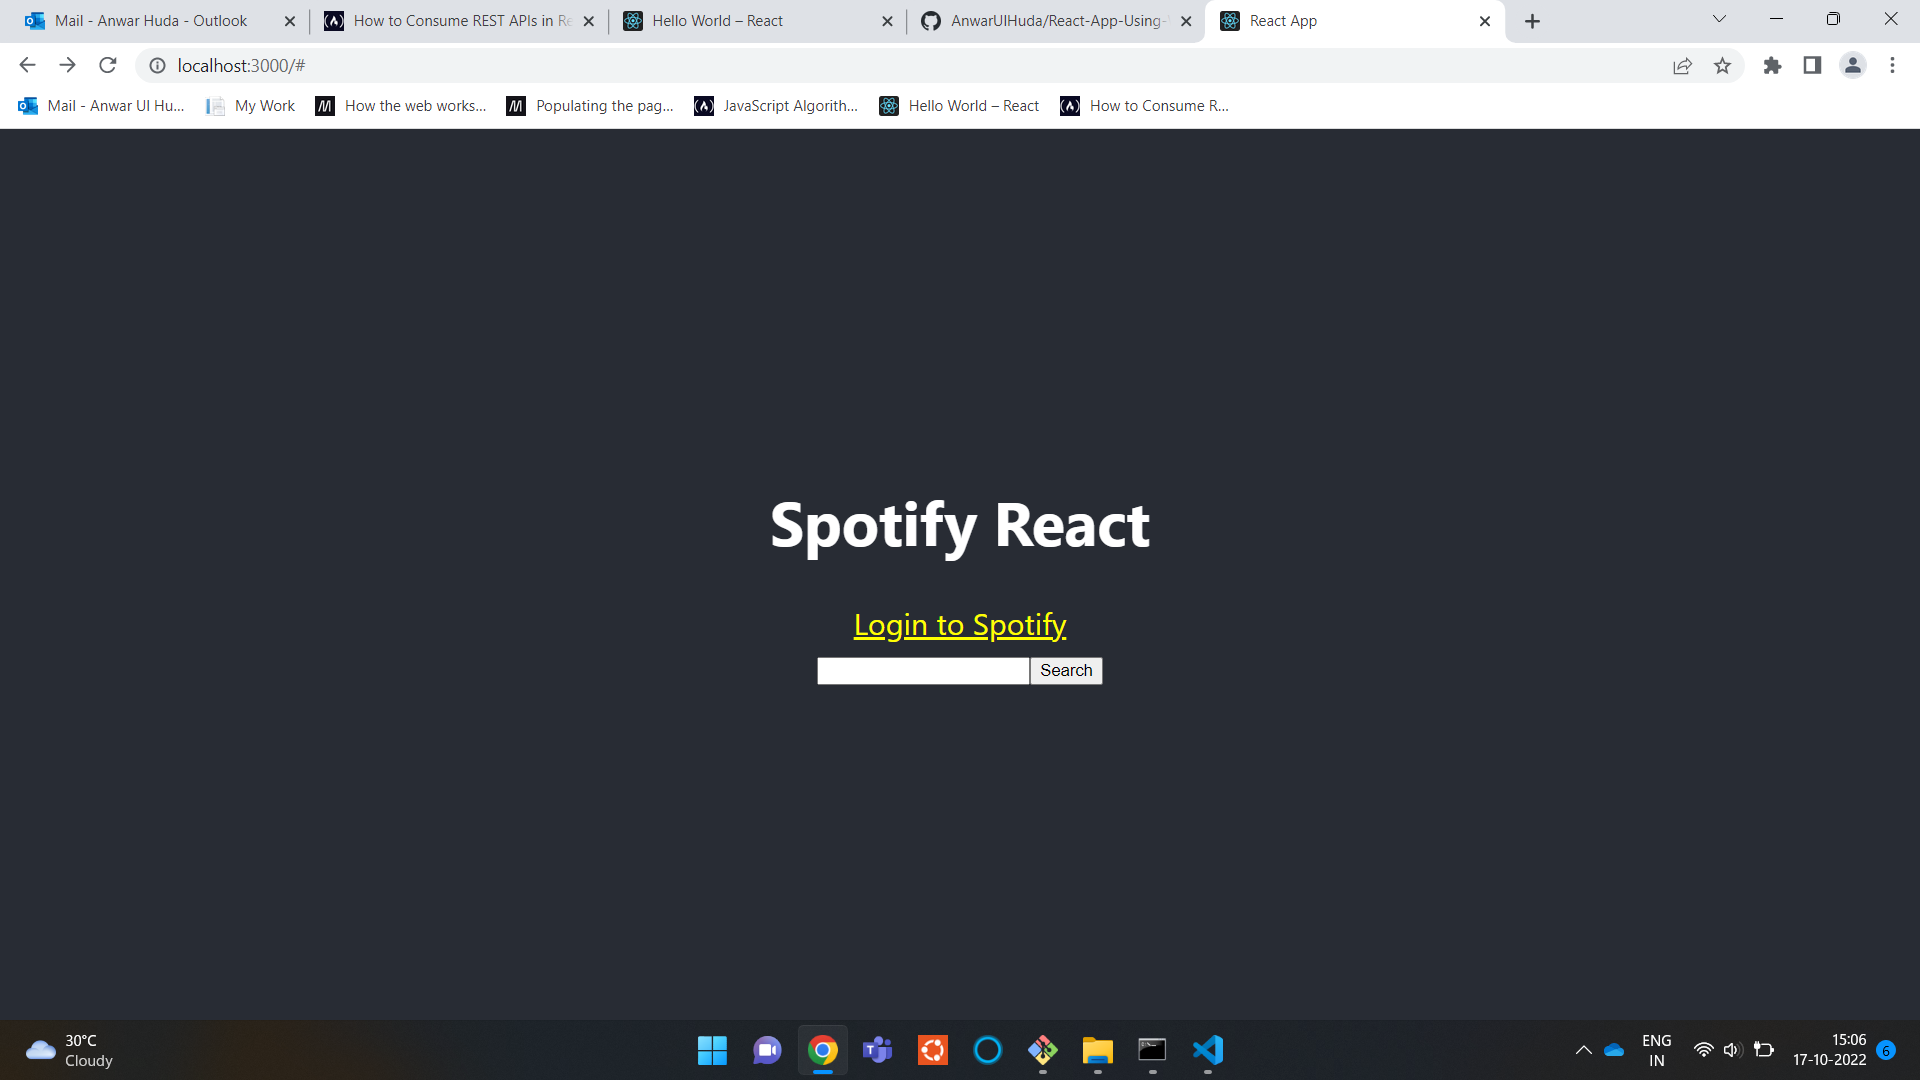 Mail - Anwar Huda - Outlook
How to Consume REST APIs in Re
Hello World – React
AnwarUlHuda/React-App-Using-
React App
localhost:3000/#
Mail - Anwar Ul Hu...
My Work
How the web works...
Populating the pag...
JavaScript Algorith...
Hello World – React
How to Consume R...
Spotify React
Login to Spotify
Search
30°C
Cloudy
ENG
IN
15:06
17-10-2022
6